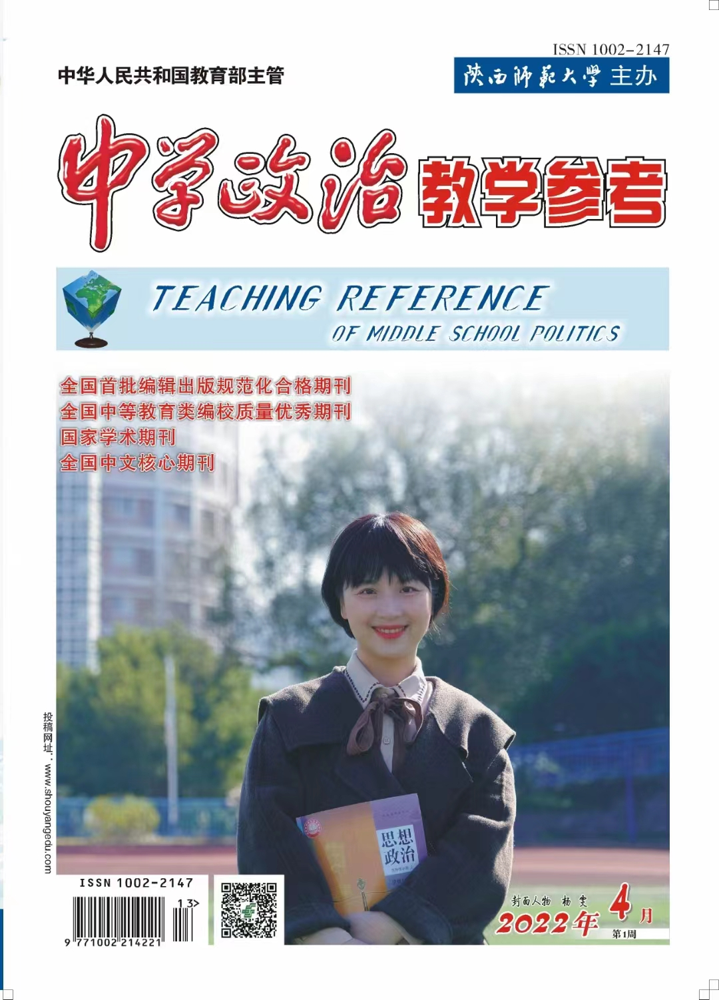 ISSN 1002-2147
中华人民共和国教育部主管
陕西师范大学 主办
中学政治教学参考
TEACHING REFERENCE
OF MIDDLE SCHOOL POLITICS
全国首批编辑出版规范化合格期刊
全国中等教育类编校质量优秀期刊
国家学术期刊
全国中文核心期刊
思想
政治
投稿网址：www.shouyangedu.com
ISSN 1002-2147
13>
9 771002 214221
封面人物 杨雯
2022年4月
第1周